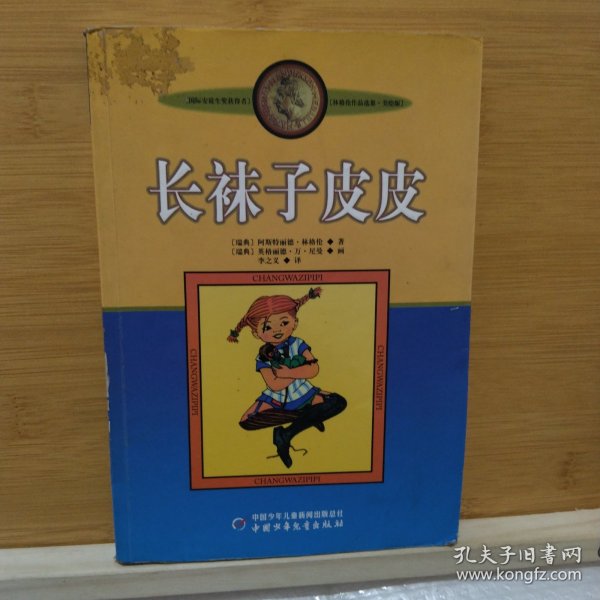 [国际安徒生奖获得者]
[林格伦作品选集·美绘版]
长袜子皮皮
[瑞典] 阿斯特丽德·林格伦 ◆ 著
[瑞典] 英格丽德·万·尼曼 ◆ 画
李之义 ◆ 译
CHANGWAZIPIPI
CHANGWAZIPIPI
CHANGWAZIPIPI
CHANGWAZIPIPI
中国少年儿童新闻出版总社
中国少年儿童出版社
孔夫子旧书网
www.kongfz.com